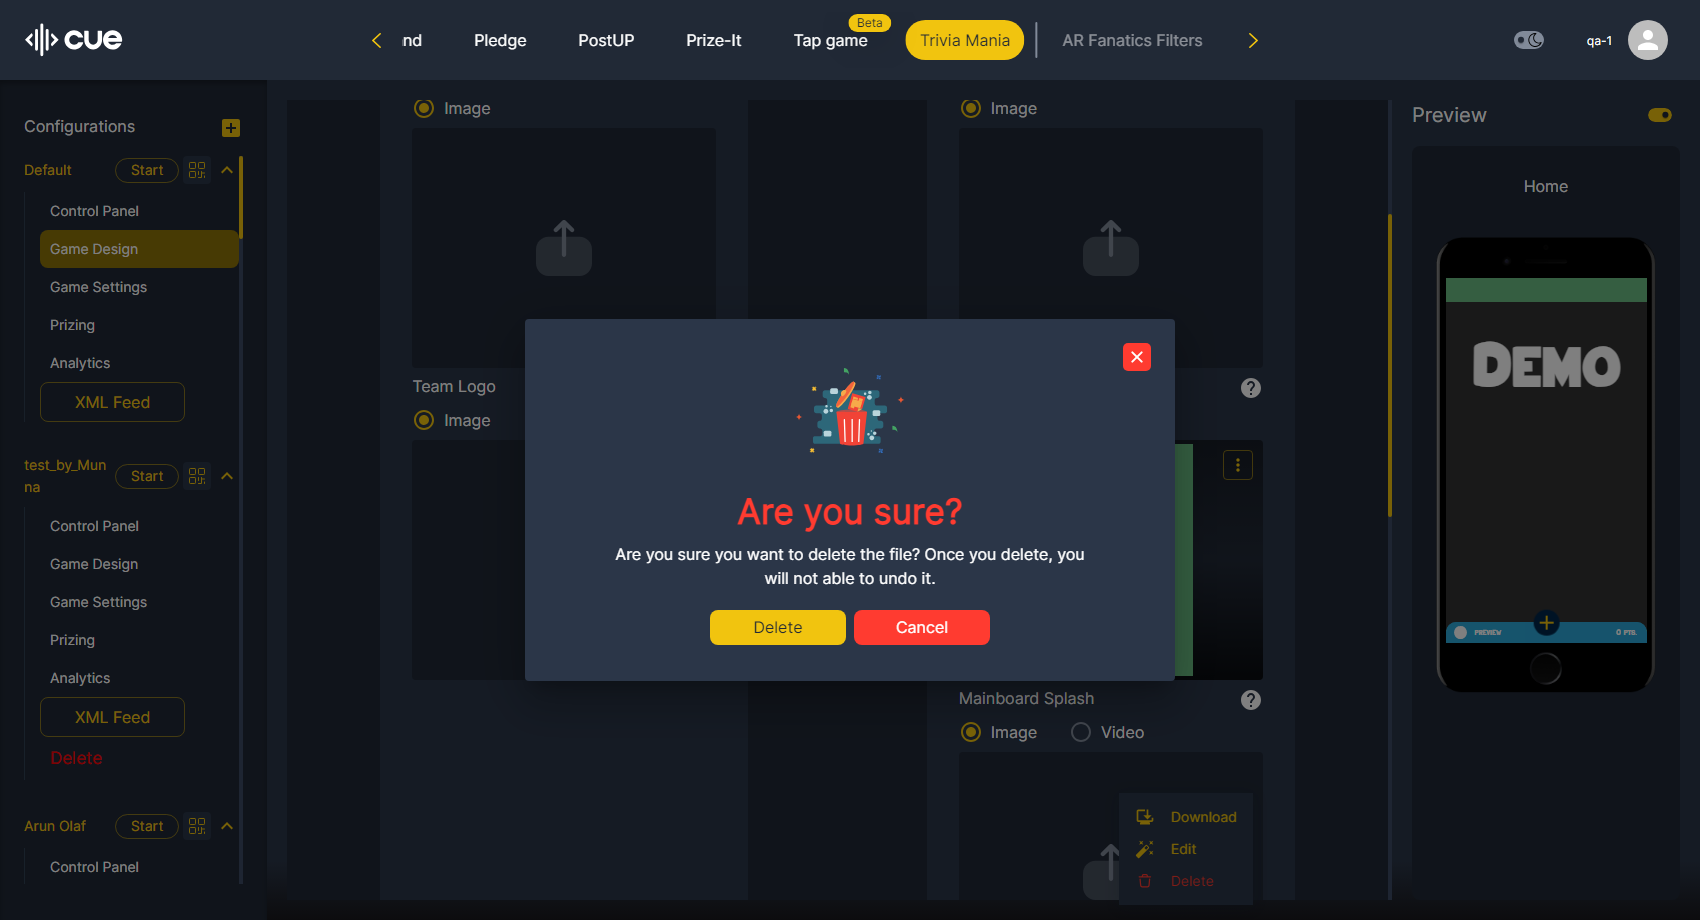 cue
nd
Pledge
PostUP
Prize-It
Tap game
Beta
Trivia Mania
AR Fanatics Filters
qa-1
Configurations
Default
Start
Control Panel
Game Design
Game Settings
Prizing
Analytics
XML Feed
test_by_Mun
na
Start
Control Panel
Game Design
Game Settings
Prizing
Analytics
XML Feed
Delete
Arun Olaf
Start
Control Panel
Image
Image
Team Logo
Image
Are you sure?
Are you sure you want to delete the file? Once you delete, you
will not able to undo it.
Delete
Cancel
Mainboard Splash
Image
Video
Download
Edit
Delete
Preview
Home
DEMO
PREVIEW
0 PTS.